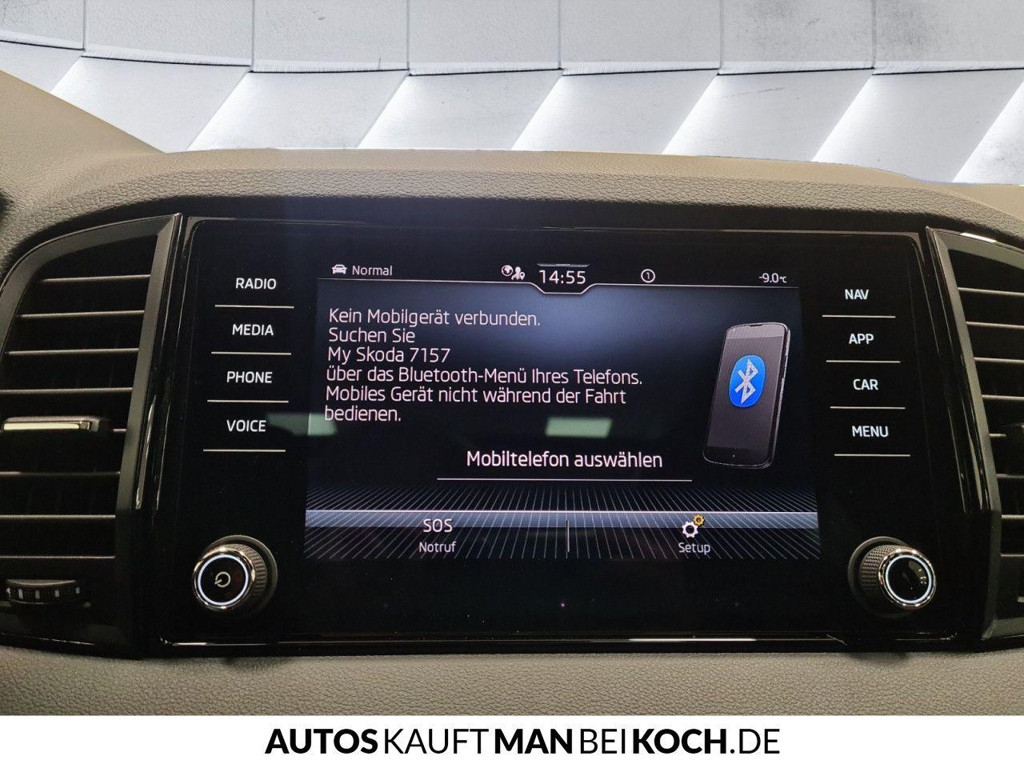 Normal
14:55
1
-9.0°C
RADIO
MEDIA
PHONE
VOICE
Kein Mobilgerät verbunden.
Suchen Sie
My Skoda 7157
über das Bluetooth-Menü Ihres Telefons.
Mobiles Gerät nicht während der Fahrt
bedienen.
Mobiltelefon auswählen
SOS
Notruf
Setup
NAV
APP
CAR
MENU
AUTOSKAUFTMANBEIKOCH.DE